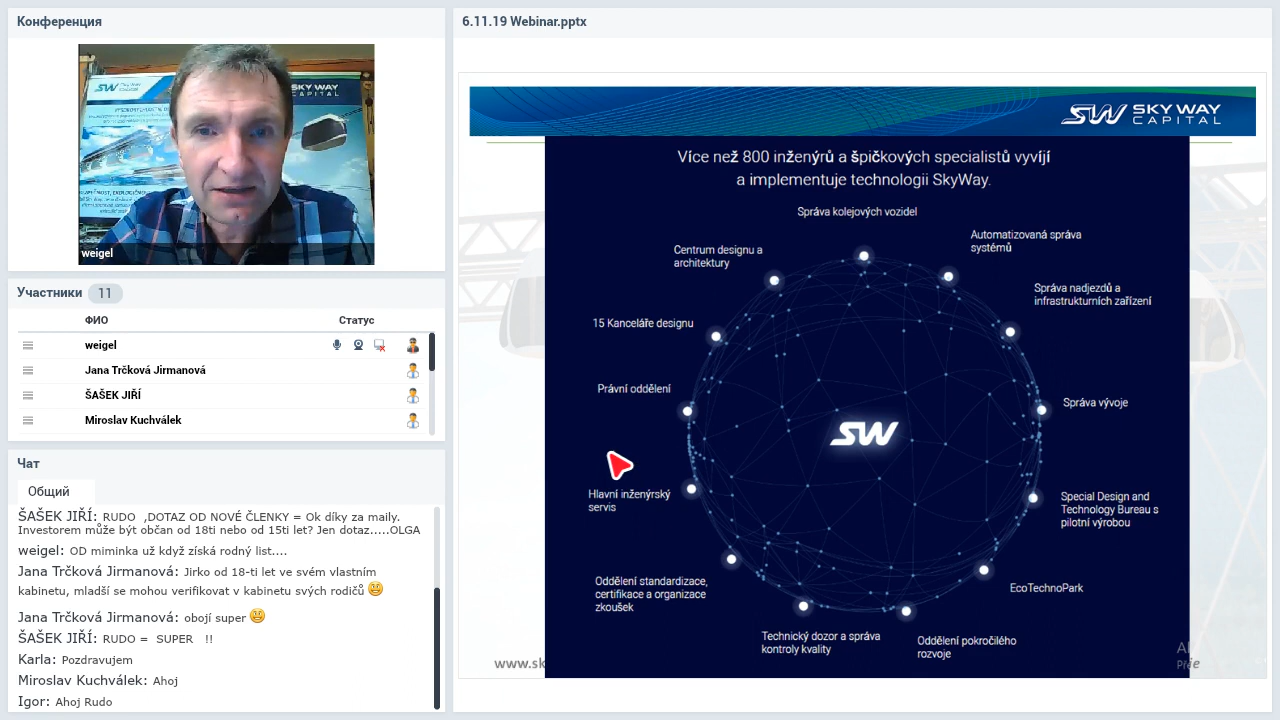 Конференция
SW SKY WAY CAPITAL
weigel
Участники 11
ФИО Статус
weigel
Jana Trčková Jirmanová
ŠAŠEK JIŘÍ
Miroslav Kuchválek
Чат
Общий
ŠAŠEK JIŘÍ: RUDO ,DOTAZ OD NOVÉ ČLENKY = Ok díky za maily.
Investorem může být občan od 18ti nebo od 15ti let? Jen dotaz.....OLGA
weigel: OD miminka už když získá rodný list....
Jana Trčková Jirmanová: Jirko od 18-ti let ve svém vlastním
kabinetu, mladší se mohou verifikovat v kabinetu svých rodičů
Jana Trčková Jirmanová: obojí super
ŠAŠEK JIŘÍ: RUDO = SUPER !!
Karla: Pozdravujem
Miroslav Kuchválek: Ahoj
Igor: Ahoj Rudo
6.11.19 Webinar.pptx
SW SKY WAY
CAPITAL
Více než 800 inženýrů a špičkových specialistů vyvíjí
a implementuje technologii SkyWay.
Správa kolejových vozidel
Automatizovaná správa
systémů
Centrum designu a
architektury
Správa nadjezdů a
infrastrukturních zařízení
15 Kanceláře designu
Právní oddělení
Správa vývoje
SW
Hlavní inženýrský
servis
Special Design and
Technology Bureau s
pilotní výrobou
Oddělení standardizace,
certifikace a organizace
zkoušek
EcoTechnoPark
Technický dozor a správa
kontroly kvality
Oddělení pokročilého
rozvoje
www.sk